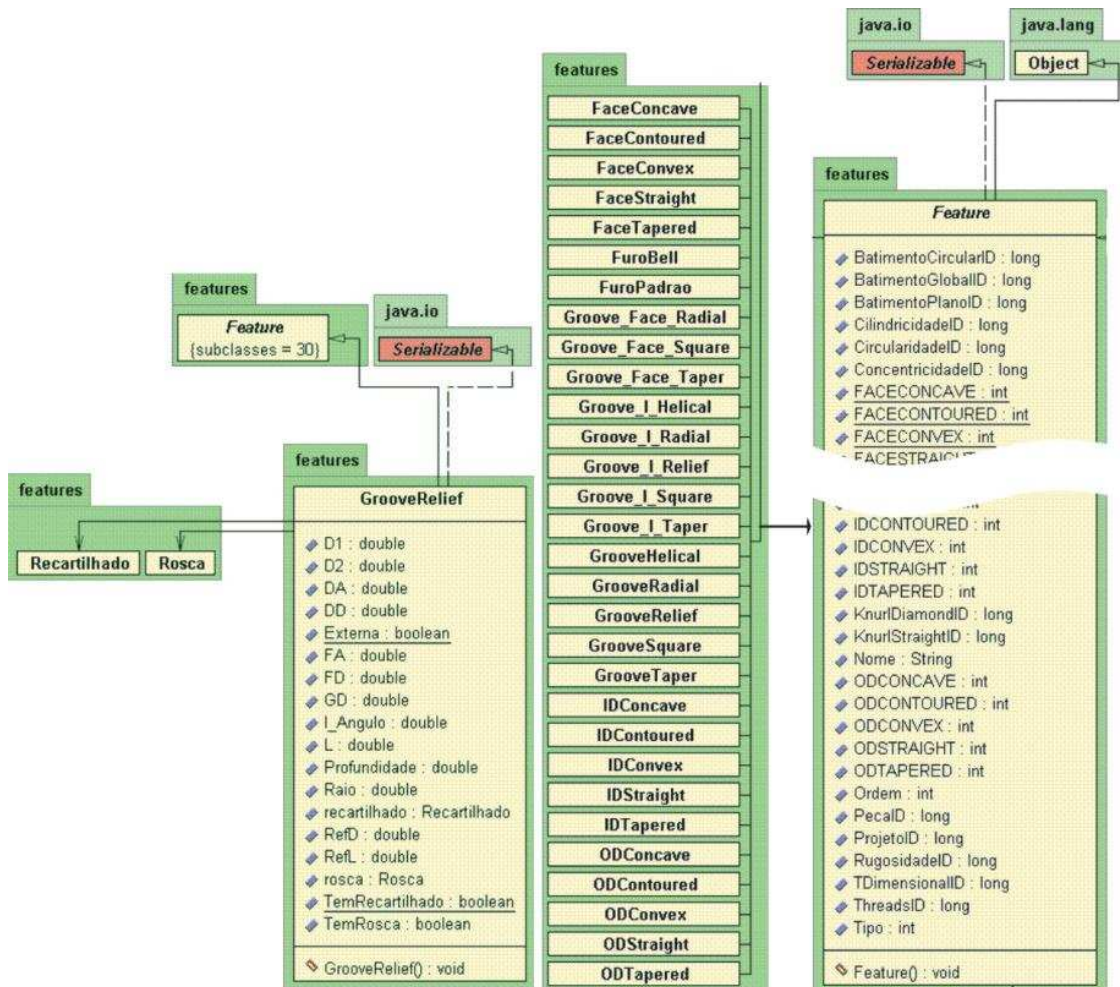 features
Feature
{subclasses = 30}
java.io
Serializable
features
Recartilhado
Rosca
features
GrooveRelief
D1 : double
D2 : double
DA : double
DD : double
Externa : boolean
FA : double
FD : double
GD : double
I_Angulo : double
L : double
Profundidade : double
Raio : double
recartilhado : Recartilhado
RefD : double
RefL : double
rosca : Rosca
TemRecartilhado : boolean
TemRosca : boolean
GrooveRelief() : void
features
FaceConcave
FaceContoured
FaceConvex
FaceStraight
FaceTapered
FuroBell
FuroPadrao
Groove_Face_Radial
Groove_Face_Square
Groove_Face_Taper
Groove_I_Helical
Groove_I_Radial
Groove_I_Relief
Groove_I_Square
Groove_I_Taper
GrooveHelical
GrooveRadial
GrooveRelief
GrooveSquare
GrooveTaper
IDConcave
IDContoured
IDConvex
IDStraight
IDTapered
ODConcave
ODContoured
ODConvex
ODStraight
ODTapered
java.io
Serializable
java.lang
Object
features
Feature
BatimentoCircularID : long
BatimentoGlobalID : long
BatimentoPlanoID : long
CilindricidadeID : long
CircularidadeID : long
ConcentricidadeID : long
FACECONCAVE : int
FACECONTOURED : int
FACECONVEX : int
FACESTRAIGHT
IDCONTOURED : int
IDCONVEX : int
IDSTRAIGHT : int
IDTAPERED : int
KnurlDiamondID : long
KnurlStraightID : long
Nome : String
ODCONCAVE : int
ODCONTOURED : int
ODCONVEX : int
ODSTRAIGHT : int
ODTAPERED : int
Ordem : int
PecaID : long
ProjetoID : long
RugosidadeID : long
TDimensionalID : long
ThreadsID : long
Tipo : int
Feature() : void